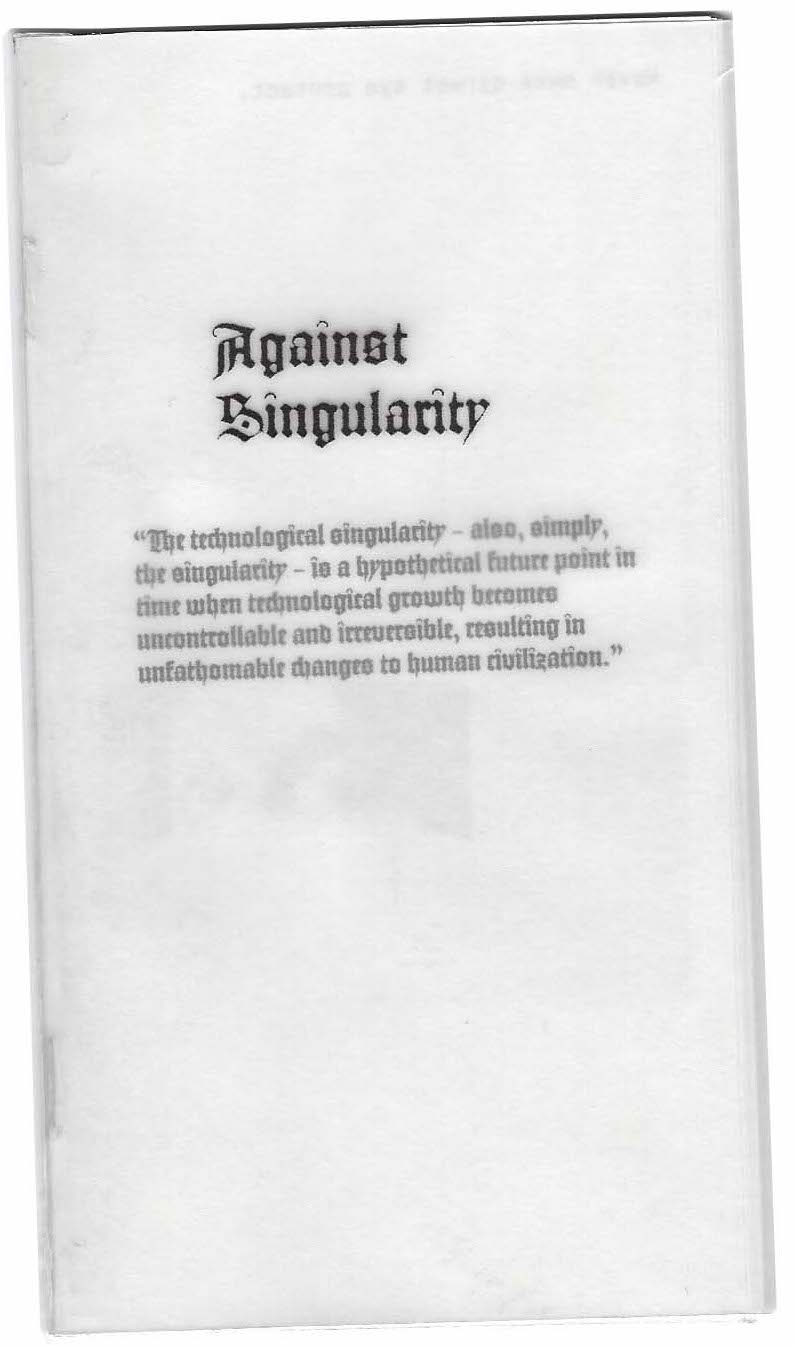 Against
Singularity
“The technological singularity – also, simply,
the singularity – is a hypothetical future point in
time when technological growth becomes
uncontrollable and irreversible, resulting in
unfathomable changes to human civilization.”